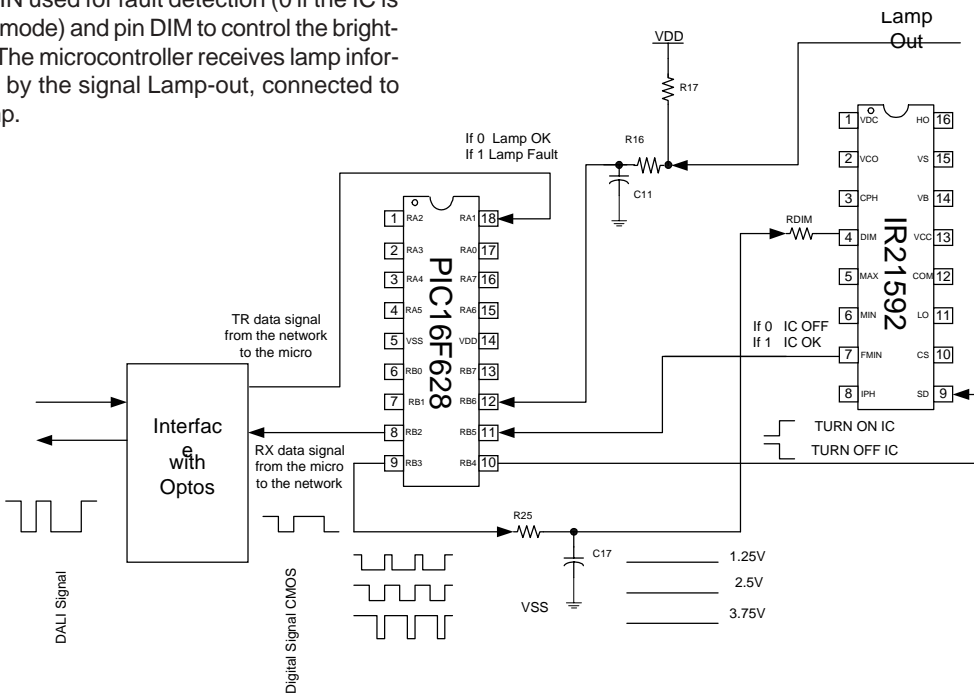 IN used for fault detection (0 if the IC is
mode) and pin DIM to control the bright-
The microcontroller receives lamp infor-
by the signal Lamp-out, connected to
Lamp
Out
VDD
R17
R16
C11
If 0 Lamp OK
If 1 Lamp Fault
1 RA2 RA1 18
2 RA3 RA0 17
3 RA4 RA7 16
4 RA5 RA6 15
5 VSS VDD 14
6 RB0 RB7 13
7 RB1 RB6 12
8 RB2 RB5 11
9 RB3 RB4 10
PIC16F628
1 VDC HO 16
2 VCO VS 15
3 CPH VB 14
4 DIM VCC 13
5 MAX COM 12
6 MIN LO 11
7 FMIN CS 10
8 IPH SD 9
IR21592
RDIM
If 0 IC OFF
If 1 IC OK
TURN ON IC
TURN OFF IC
TR data signal
from the network
to the micro
Interfac
e
with
Optos
RX data signal
from the micro
to the network
R25
C17
VSS
1.25V
2.5V
3.75V
DALI Signal
Digital Signal CMOS